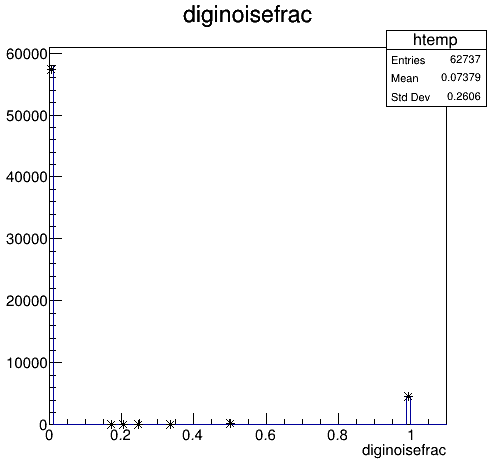 diginoisefrac
htemp
Entries 62737
Mean 0.07379
Std Dev 0.2606
60000
50000
40000
30000
20000
10000
0
0 0.2 0.4 0.6 0.8 1
diginoisefrac